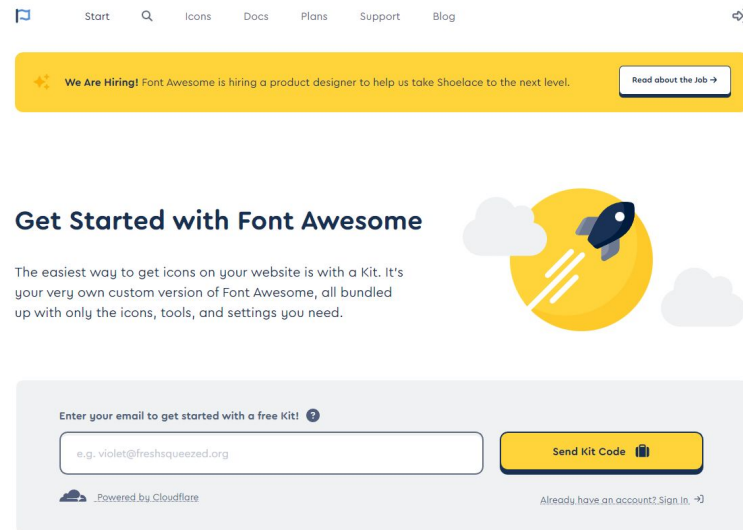 Start Icons Docs Plans Support Blog
We Are Hiring! Font Awesome is hiring a product designer to help us take Shoelace to the next level.
Read about the Job →
Get Started with Font Awesome
The easiest way to get icons on your website is with a Kit. It's
your very own custom version of Font Awesome, all bundled
up with only the icons, tools, and settings you need.
Enter your email to get started with a free Kit! ?
e.g. violet@freshsqueezed.org
Send Kit Code
Powered by Cloudflare
Already have an account? Sign In